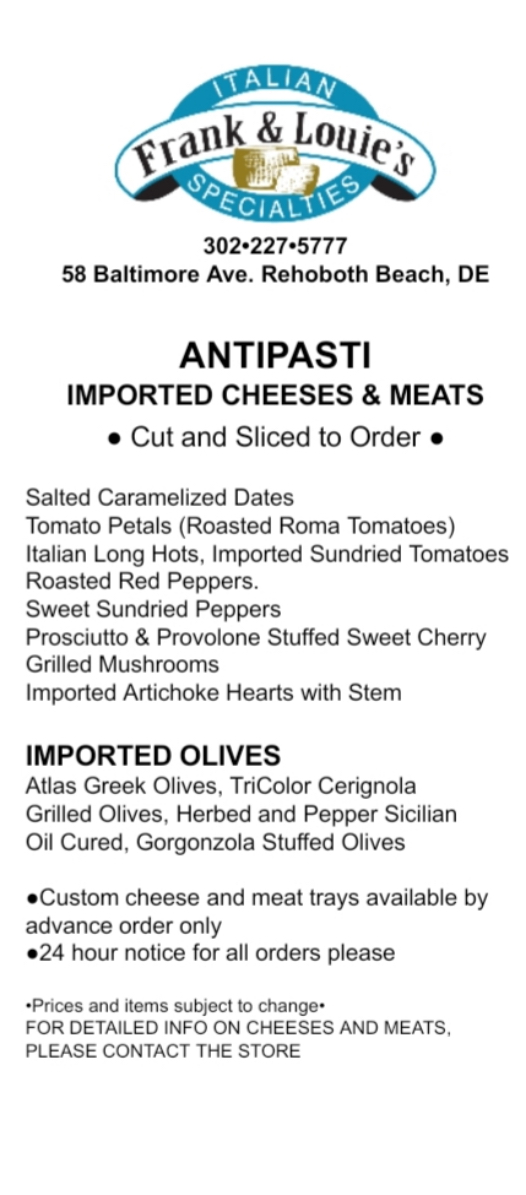 ITALIAN
Frank & Louie's
SPECIALTIES
302•227•5777
58 Baltimore Ave. Rehoboth Beach, DE
ANTIPASTI
IMPORTED CHEESES & MEATS
● Cut and Sliced to Order ●
Salted Caramelized Dates
Tomato Petals (Roasted Roma Tomatoes)
Italian Long Hots, Imported Sundried Tomatoes
Roasted Red Peppers.
Sweet Sundried Peppers
Prosciutto & Provolone Stuffed Sweet Cherry
Grilled Mushrooms
Imported Artichoke Hearts with Stem
IMPORTED OLIVES
Atlas Greek Olives, TriColor Cerignola
Grilled Olives, Herbed and Pepper Sicilian
Oil Cured, Gorgonzola Stuffed Olives
●Custom cheese and meat trays available by
advance order only
●24 hour notice for all orders please
•Prices and items subject to change•
FOR DETAILED INFO ON CHEESES AND MEATS,
PLEASE CONTACT THE STORE